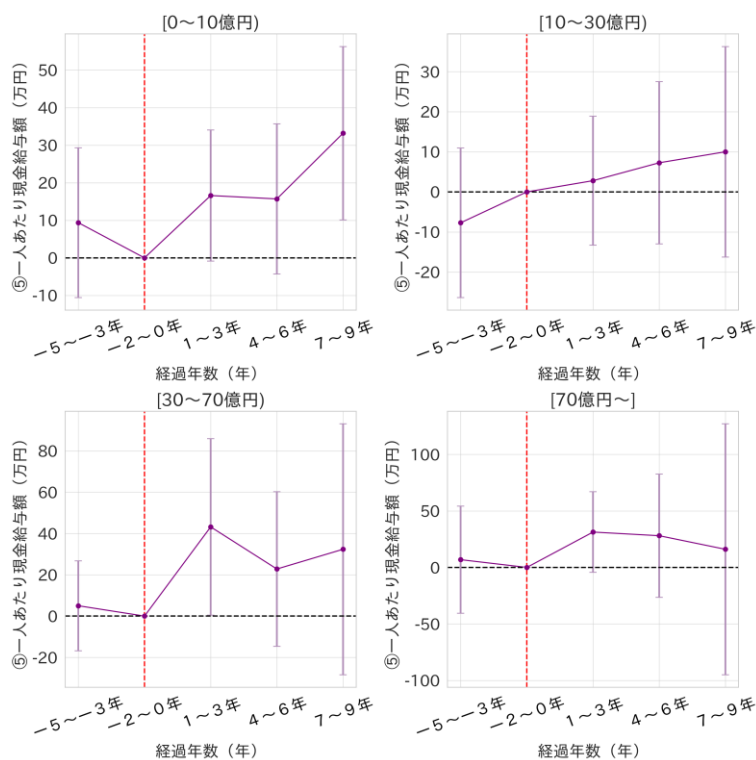 [0～10億円)
⑤一人あたり現金給与額（万円）
50
40
30
20
10
0
-10
－5～－3年
－2～0年
1～3年
4～6年
7～9年
経過年数（年）
[10～30億円)
⑤一人あたり現金給与額（万円）
30
20
10
0
-10
-20
－5～－3年
－2～0年
1～3年
4～6年
7～9年
経過年数（年）
[30～70億円)
⑤一人あたり現金給与額（万円）
80
60
40
20
0
-20
－5～－3年
－2～0年
1～3年
4～6年
7～9年
経過年数（年）
[70億円～]
⑤一人あたり現金給与額（万円）
100
50
0
-50
-100
－5～－3年
－2～0年
1～3年
4～6年
7～9年
経過年数（年）